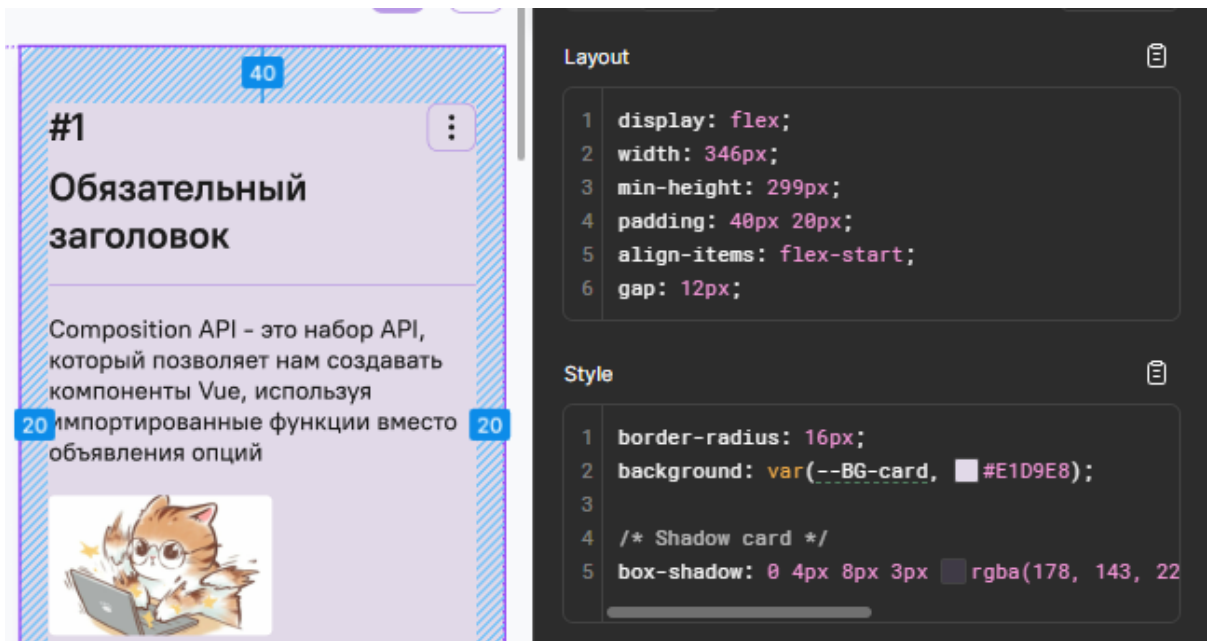 40
#1
Обязательный
заголовок
Composition API - это набор API,
который позволяет нам создавать
компоненты Vue, используя
импортированные функции вместо
объявления опций
20
20
Layout
1 display: flex;
2 width: 346px;
3 min-height: 299px;
4 padding: 40px 20px;
5 align-items: flex-start;
6 gap: 12px;
Style
1 border-radius: 16px;
2 background: var(--BG-card, #E1D9E8);
3
4 /* Shadow card */
5 box-shadow: 0 4px 8px 3px rgba(178, 143, 22